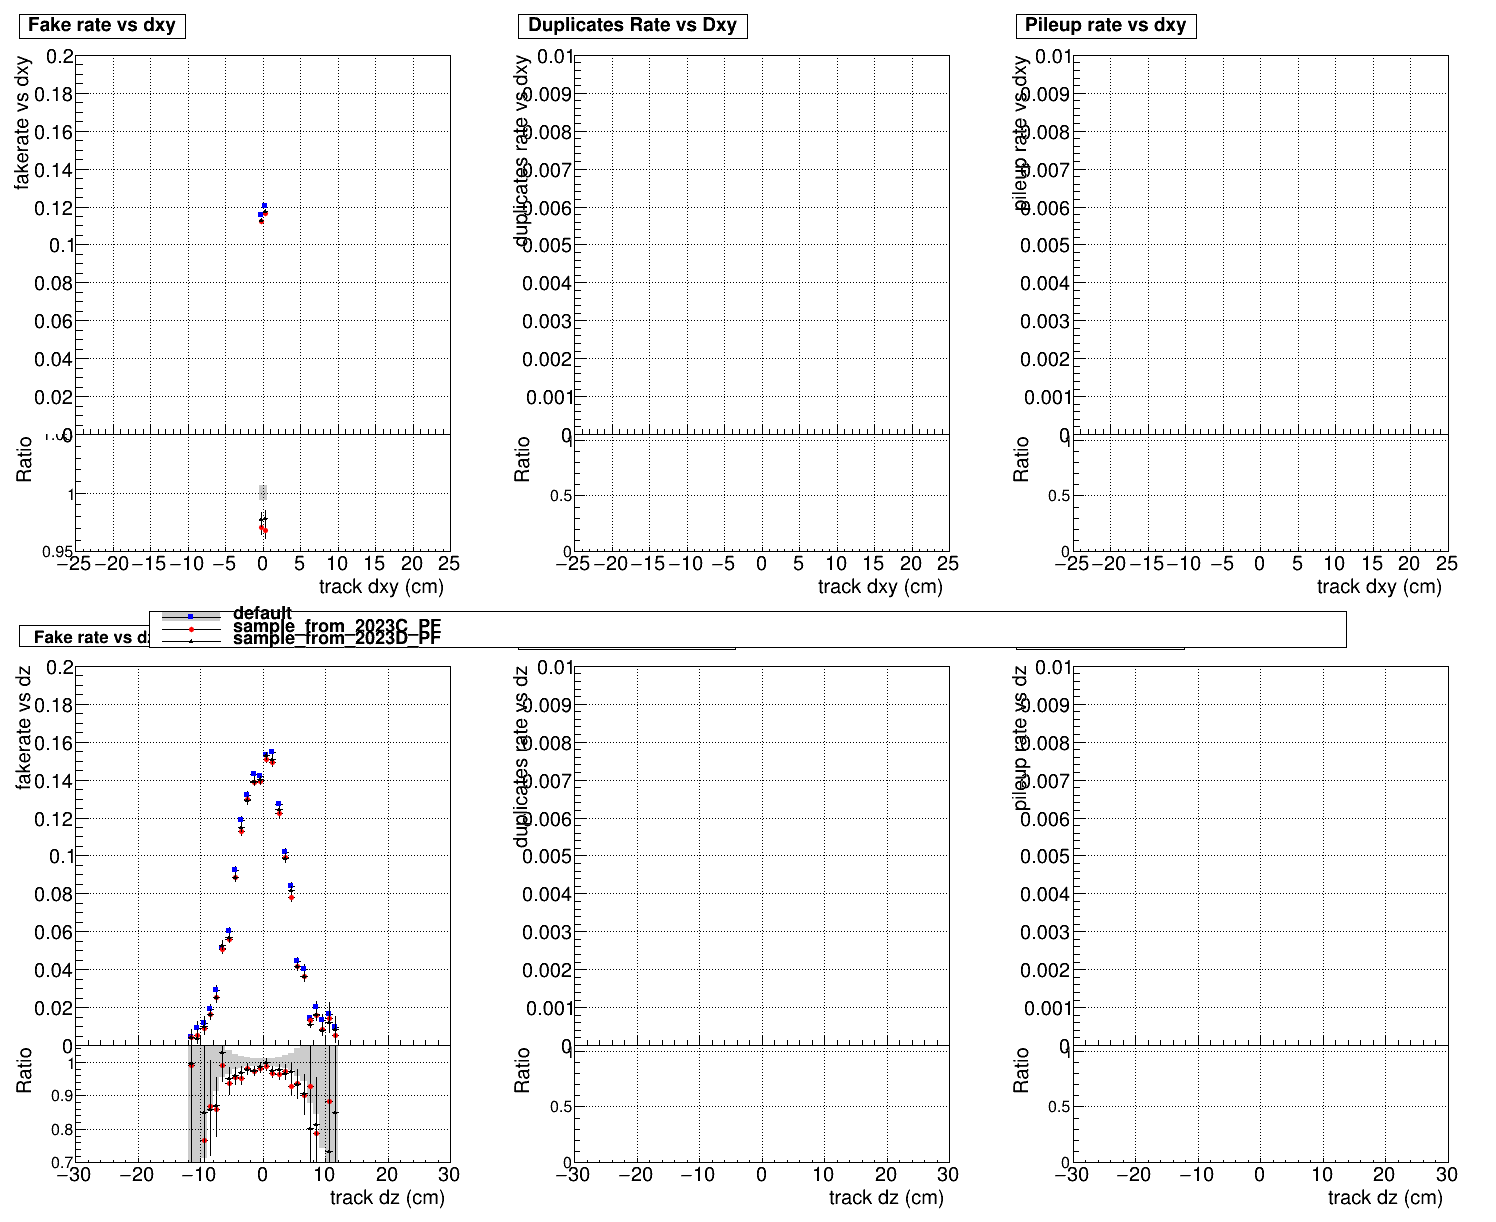 Fake rate vs dxy
fakerate vs dxy
0.2
0.18
0.16
0.14
0.12
0.1
0.08
0.06
0.04
0.02
0
Ratio
1
0.95
−25 −20 −15 −10 −5 0 5 10 15 20 25
track dxy (cm)
Duplicates Rate vs Dxy
duplicates rate vs dxy
0.01
0.009
0.008
0.007
0.006
0.005
0.004
0.003
0.002
0.001
0
Ratio
1
0.5
0
−25 −20 −15 −10 −5 0 5 10 15 20 25
track dxy (cm)
Pileup rate vs dxy
pileup rate vs dxy
0.01
0.009
0.008
0.007
0.006
0.005
0.004
0.003
0.002
0.001
0
Ratio
1
0.5
0
−25 −20 −15 −10 −5 0 5 10 15 20 25
track dxy (cm)
default
sample_from_2023C_PF
sample_from_2023D_PF
Fake rate vs dz
fakerate vs dz
0.2
0.18
0.16
0.14
0.12
0.1
0.08
0.06
0.04
0.02
0
Ratio
1
0.9
0.8
0.7
−30 −20 −10 0 10 20 30
track dz (cm)
duplicates rate vs dz
0.01
0.009
0.008
0.007
0.006
0.005
0.004
0.003
0.002
0.001
0
Ratio
1
0.5
0
−30 −20 −10 0 10 20 30
track dz (cm)
pileup rate vs dz
0.01
0.009
0.008
0.007
0.006
0.005
0.004
0.003
0.002
0.001
0
Ratio
1
0.5
0
−30 −20 −10 0 10 20 30
track dz (cm)